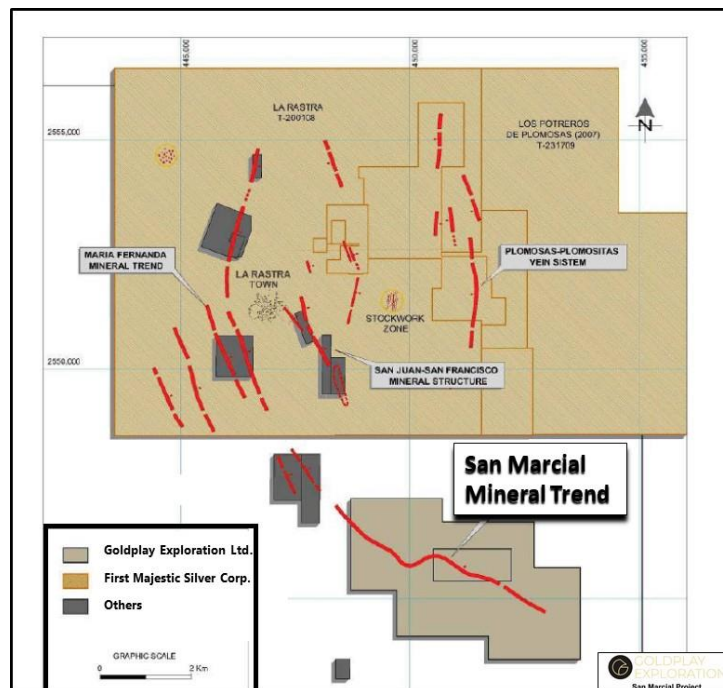 445,000
450,000
455,000
LA RASTRA
T-200108
LOS POTREROS
DE PLOMOSAS (2007)
T-231709
N
2555,000
MARIA FERNANDA
MINERAL TREND
LA RASTRA
TOWN
PLOMOSAS-PLOMOSITAS
VEIN SISTEM
STOCKWORK
ZONE
2550,000
SAN JUAN-SAN FRANCISCO
MINERAL STRUCTURE
San Marcial
Mineral Trend
Goldplay Exploration Ltd.
First Majestic Silver Corp.
Others
GRAPHIC SCALE
0 2 Km
GOLDPLAY
EXPLORATION
San Marcial Project